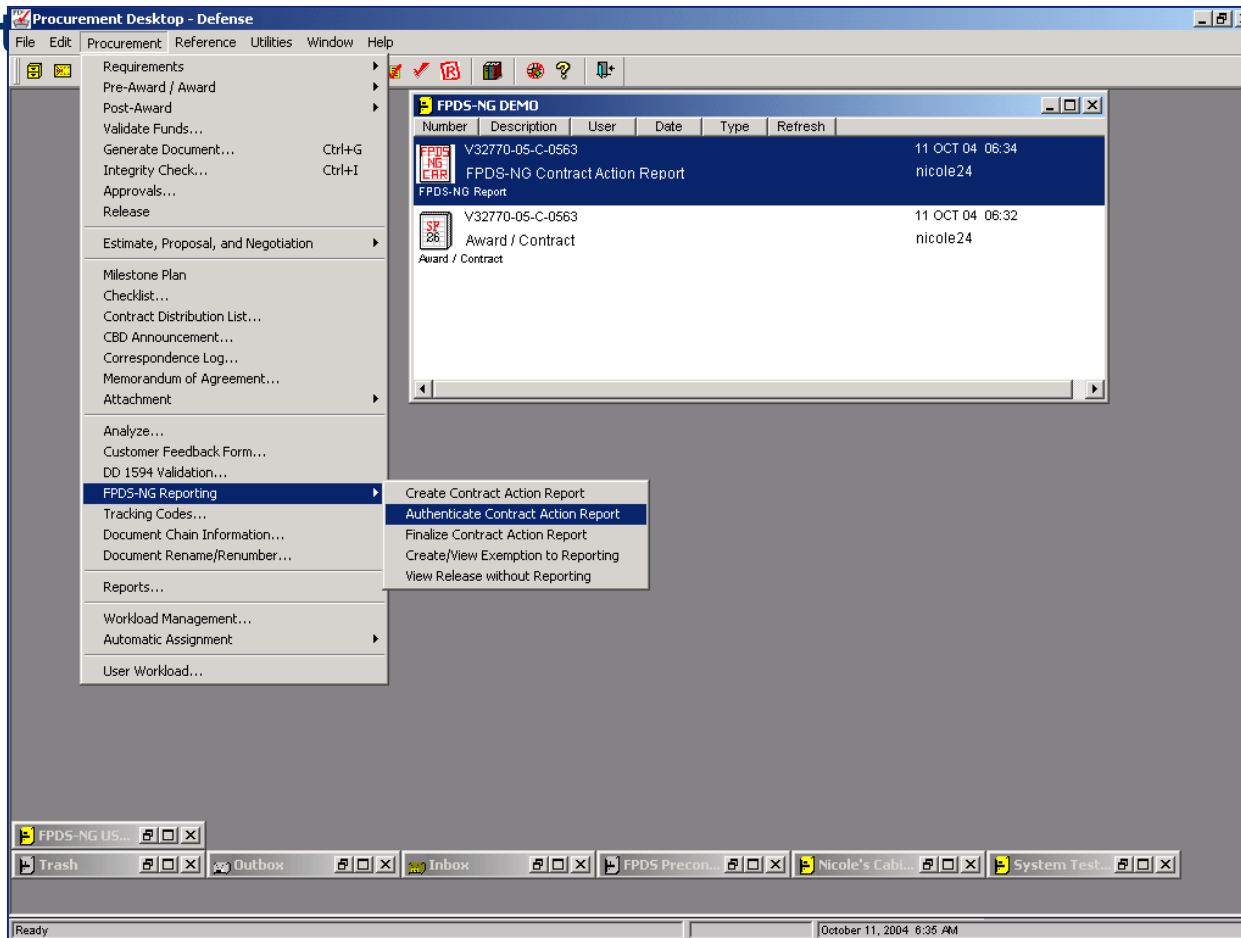 Procurement Desktop - Defense
File Edit Procurement Reference Utilities Window Help
Requirements
Pre-Award / Award
Post-Award
Validate Funds...
Generate Document... Ctrl+G
Integrity Check... Ctrl+I
Approvals...
Release
Estimate, Proposal, and Negotiation
Milestone Plan
Checklist...
Contract Distribution List...
CBD Announcement...
Correspondence Log...
Memorandum of Agreement...
Attachment
Analyze...
Customer Feedback Form...
DD 1594 Validation...
FPDS-NG Reporting
Tracking Codes...
Document Chain Information...
Document Rename/Renumber...
Reports...
Workload Management...
Automatic Assignment
User Workload...
Create Contract Action Report
Authenticate Contract Action Report
Finalize Contract Action Report
Create/View Exemption to Reporting
View Release without Reporting
FPDS-NG DEMO
Number Description User Date Type Refresh
FPDS
NG
CAR
V32770-05-C-0563 11 OCT 04 06:34
FPDS-NG Contract Action Report nicole24
FPDS-NG Report
SF
26
V32770-05-C-0563 11 OCT 04 06:32
Award / Contract nicole24
Award / Contract
FPDS-NG US...
Trash Outbox Inbox FPDS Precon... Nicole's Cabi... System Test...
Ready October 11, 2004 6:35 AM